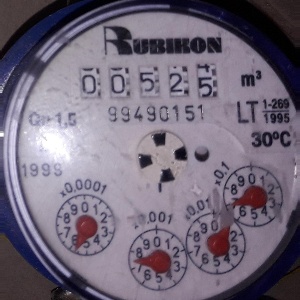 RUBIKON
00525 m³
99490151
LT 1-269
1995
Qn 1,5
30°C
1999
x0,0001
x0,001
x0,01
x0,1